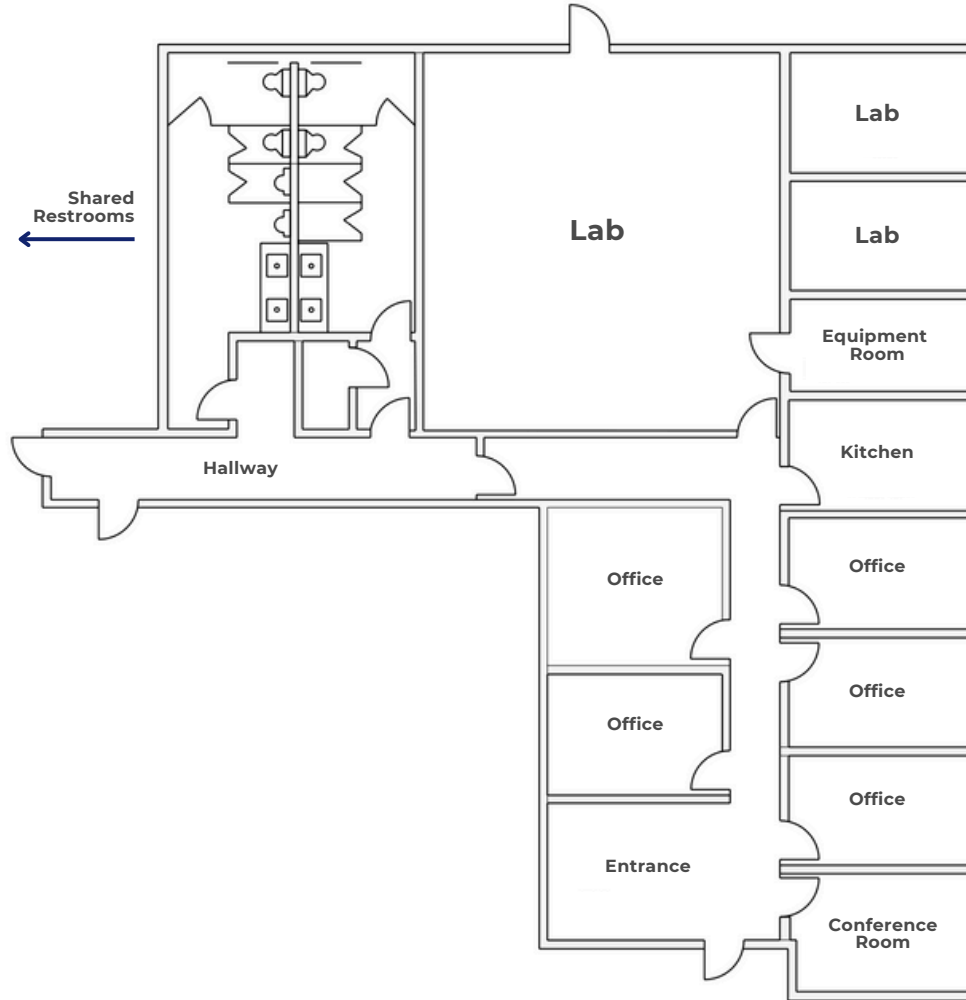 Lab
Shared
Restrooms
Lab
Lab
Equipment
Room
Kitchen
Hallway
Office
Office
Office
Office
Office
Entrance
Conference
Room